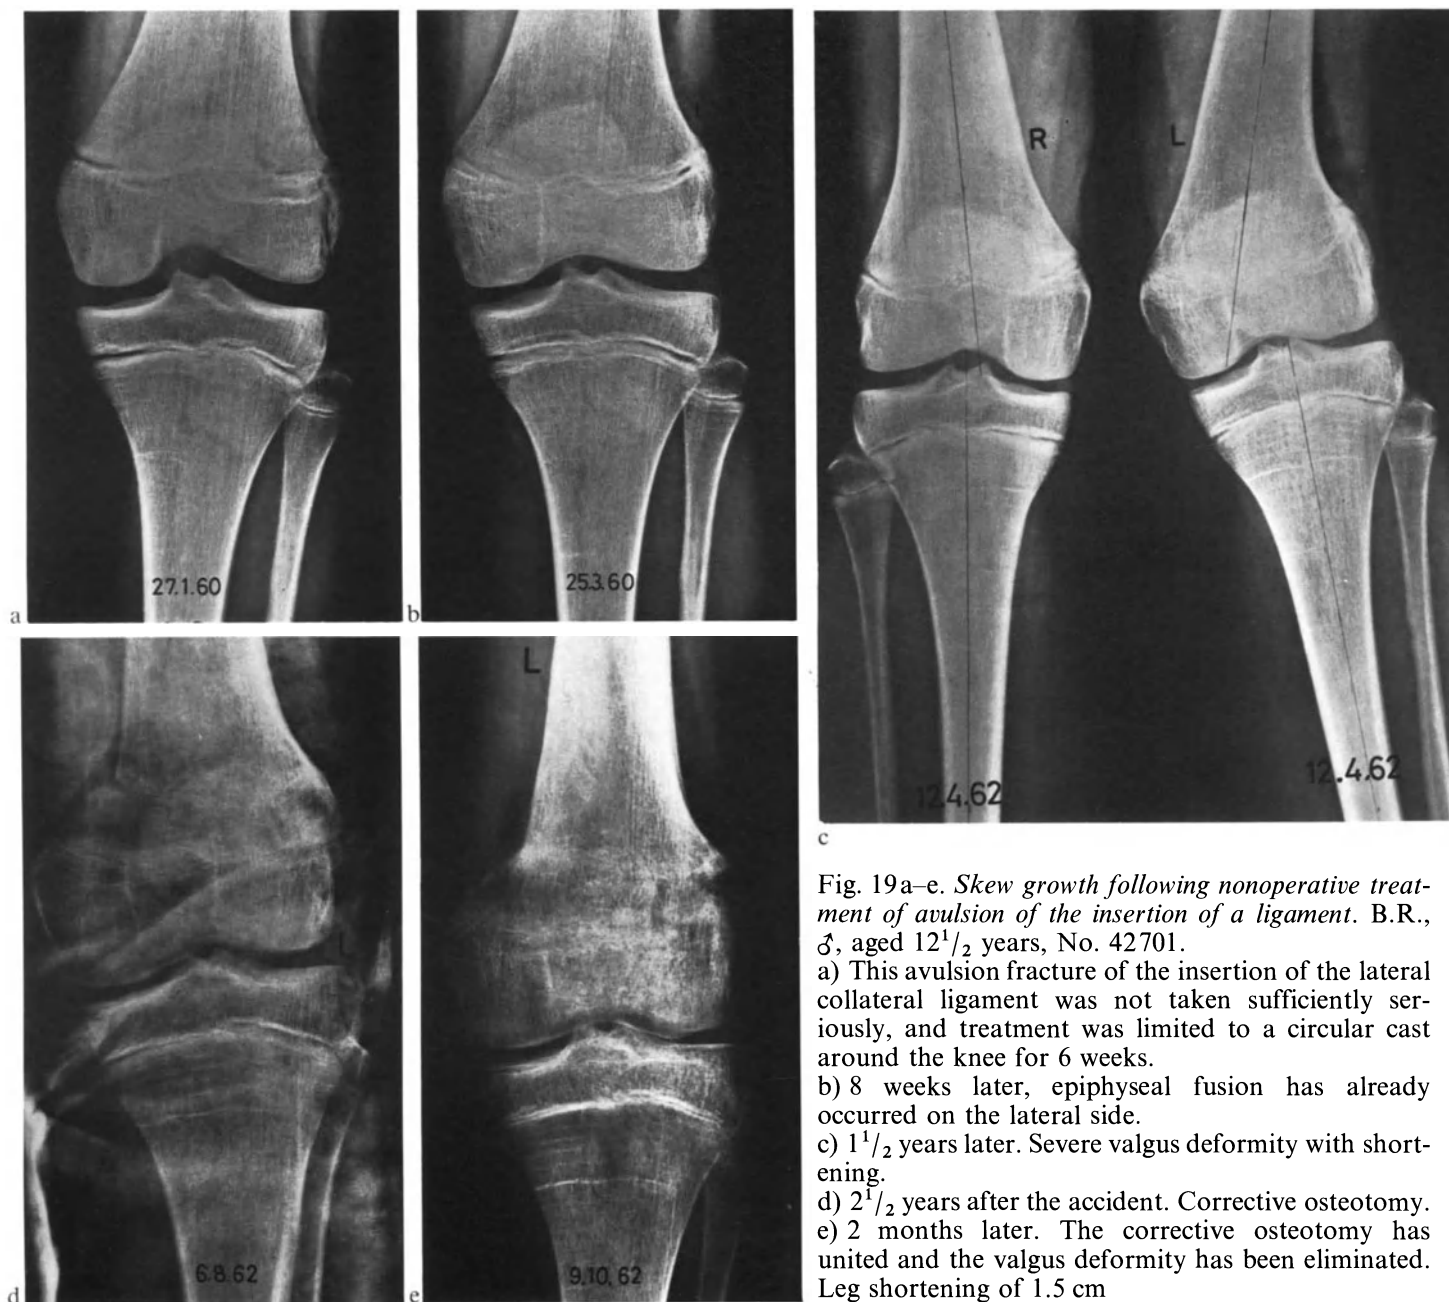 27.1.60
a
25.3.60
b
R
L
12.4.62
12.4.62
c
6.8.62
d
L
9.10.62
e
Fig. 19a–e. Skew growth following nonoperative treat-
ment of avulsion of the insertion of a ligament. B.R.,
♂, aged 12¹/₂ years, No. 42701.
a) This avulsion fracture of the insertion of the lateral
collateral ligament was not taken sufficiently ser-
iously, and treatment was limited to a circular cast
around the knee for 6 weeks.
b) 8 weeks later, epiphyseal fusion has already
occurred on the lateral side.
c) 1¹/₂ years later. Severe valgus deformity with short-
ening.
d) 2¹/₂ years after the accident. Corrective osteotomy.
e) 2 months later. The corrective osteotomy has
united and the valgus deformity has been eliminated.
Leg shortening of 1.5 cm